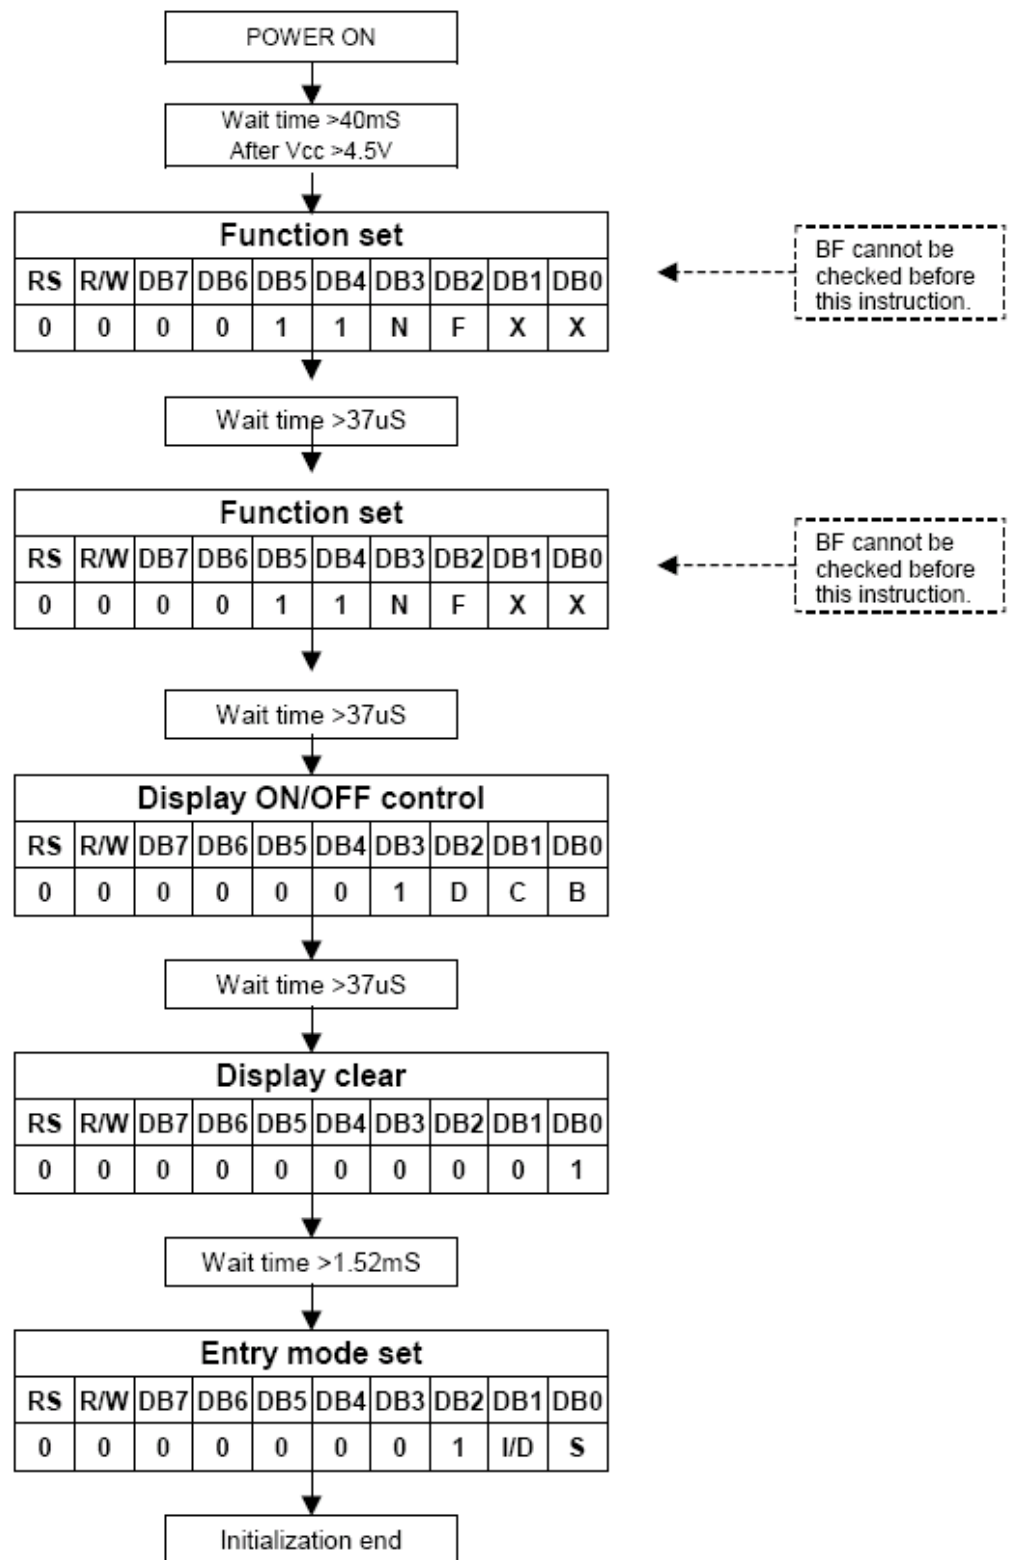 POWER ON
Wait time >40mS
After Vcc >4.5V
Function set
RS R/W DB7 DB6 DB5 DB4 DB3 DB2 DB1 DB0
0 0 0 0 1 1 N F X X
BF cannot be
checked before
this instruction.
Wait time >37uS
Function set
RS R/W DB7 DB6 DB5 DB4 DB3 DB2 DB1 DB0
0 0 0 0 1 1 N F X X
BF cannot be
checked before
this instruction.
Wait time >37uS
Display ON/OFF control
RS R/W DB7 DB6 DB5 DB4 DB3 DB2 DB1 DB0
0 0 0 0 0 0 1 D C B
Wait time >37uS
Display clear
RS R/W DB7 DB6 DB5 DB4 DB3 DB2 DB1 DB0
0 0 0 0 0 0 0 0 0 1
Wait time >1.52mS
Entry mode set
RS R/W DB7 DB6 DB5 DB4 DB3 DB2 DB1 DB0
0 0 0 0 0 0 0 1 I/D S
Initialization end